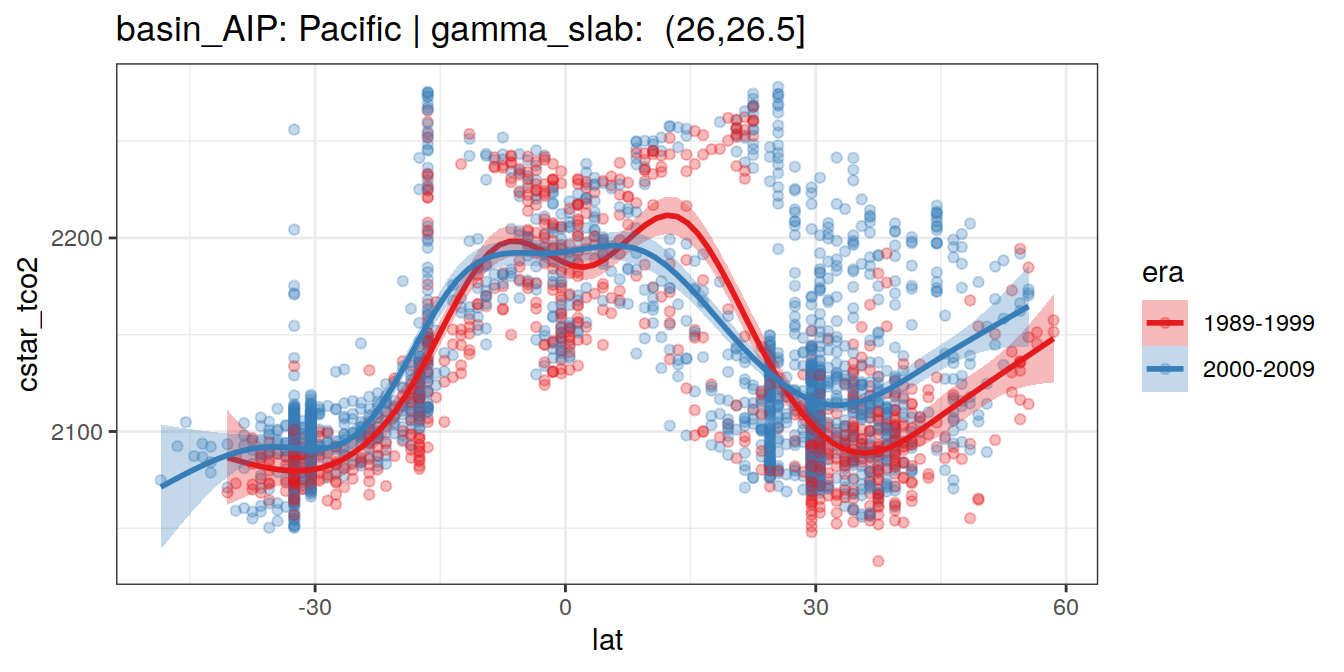 basin_AIP: Pacific | gamma_slab:  (26,26.5]
cstar_tco2
2200
2100
-30
0
30
60
lat
era
1989-1999
2000-2009